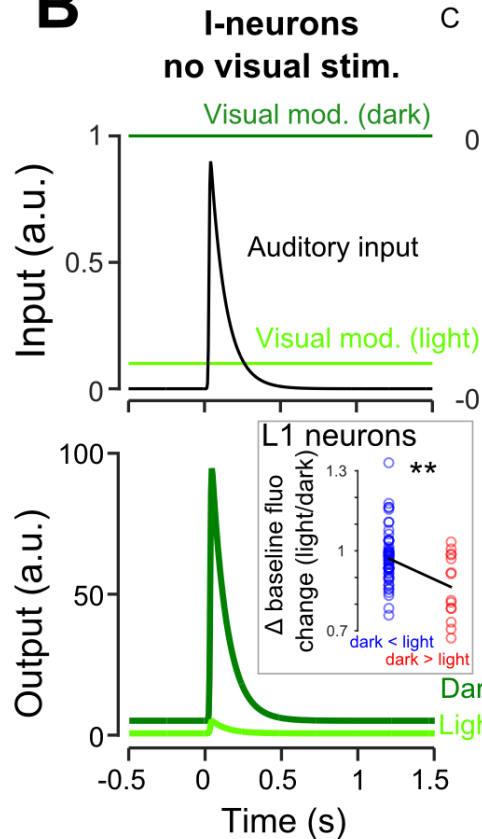 B
C
I-neurons
no visual stim.
Visual mod. (dark)
1
0
Input (a.u.)
Auditory input
0.5
Visual mod. (light)
0
-0
L1 neurons
100
1.3
**
Δ baseline fluo
change (light/dark)
1
50
Output (a.u.)
0.7
dark < light
dark > light
Dar
Ligh
0
-0.5 0 0.5 1 1.5
Time (s)